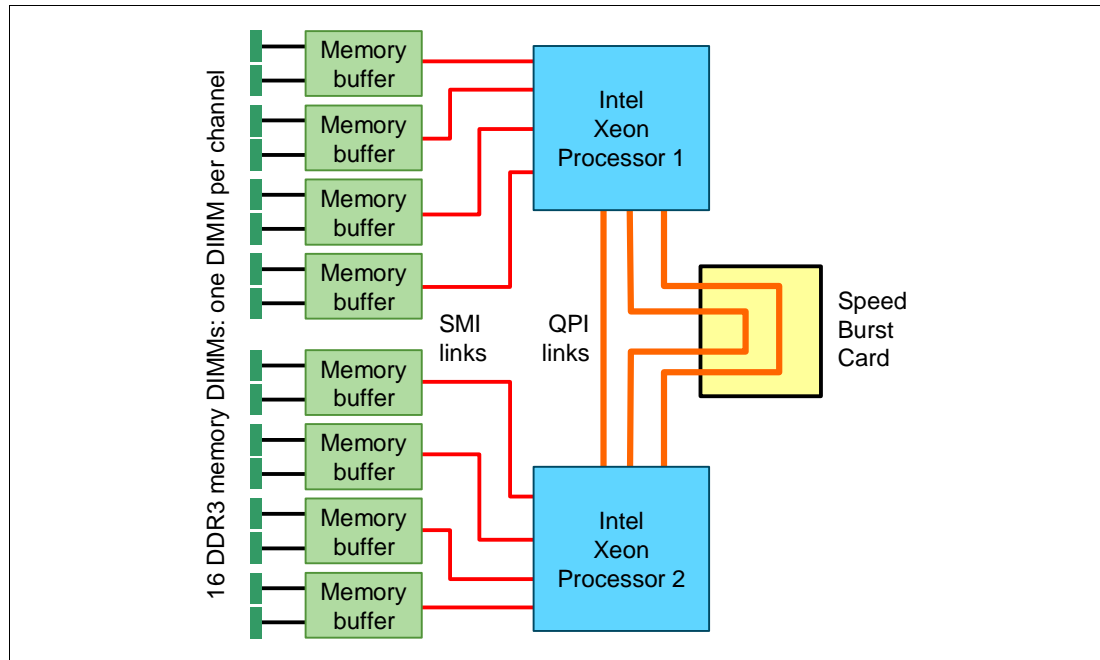 16 DDR3 memory DIMMs: one DIMM per channel
Memory
buffer
Memory
buffer
Memory
buffer
Memory
buffer
Intel
Xeon
Processor 1
SMI
links
QPI
links
Speed
Burst
Card
Memory
buffer
Memory
buffer
Memory
buffer
Memory
buffer
Intel
Xeon
Processor 2